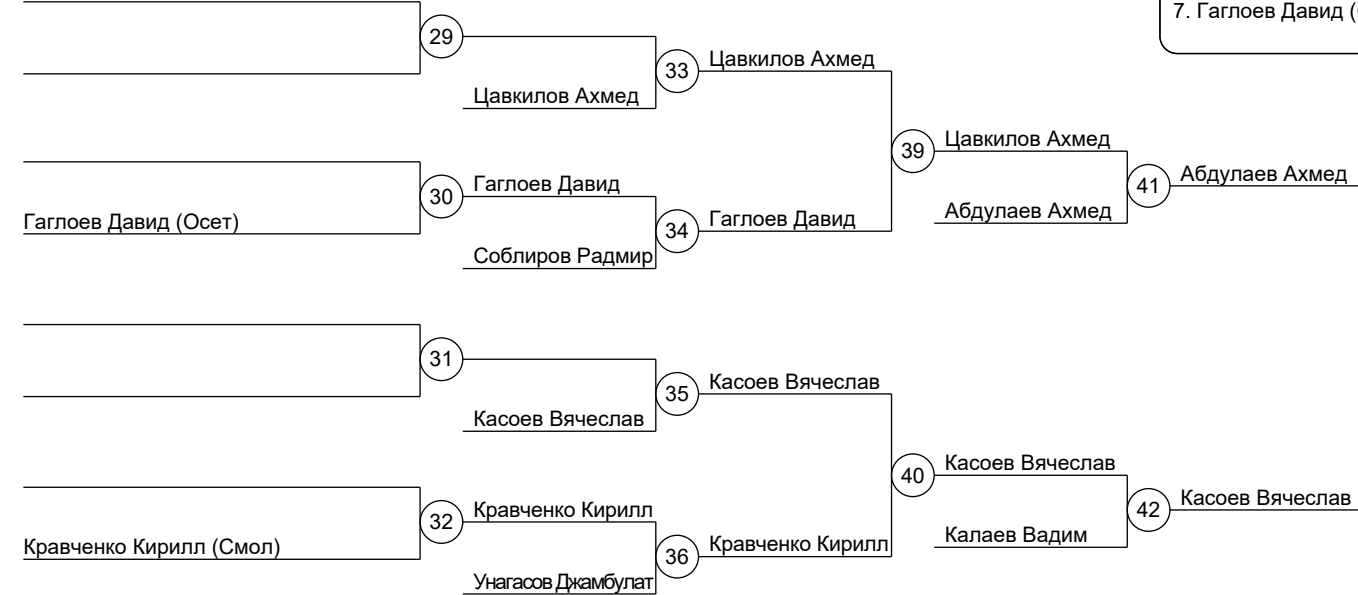 7. Гаглоев Давид (
29
33
Цавкилов Ахмед
Цавкилов Ахмед
39
Цавкилов Ахмед
41
Абдулаев Ахмед
30
Гаглоев Давид
Гаглоев Давид (Осет)
34
Гаглоев Давид
Абдулаев Ахмед
Соблиров Радмир
31
35
Касоев Вячеслав
Касоев Вячеслав
40
Касоев Вячеслав
42
Касоев Вячеслав
32
Кравченко Кирилл
Калаев Вадим
Кравченко Кирилл (Смол)
36
Кравченко Кирилл
Унагасов Джамбулат